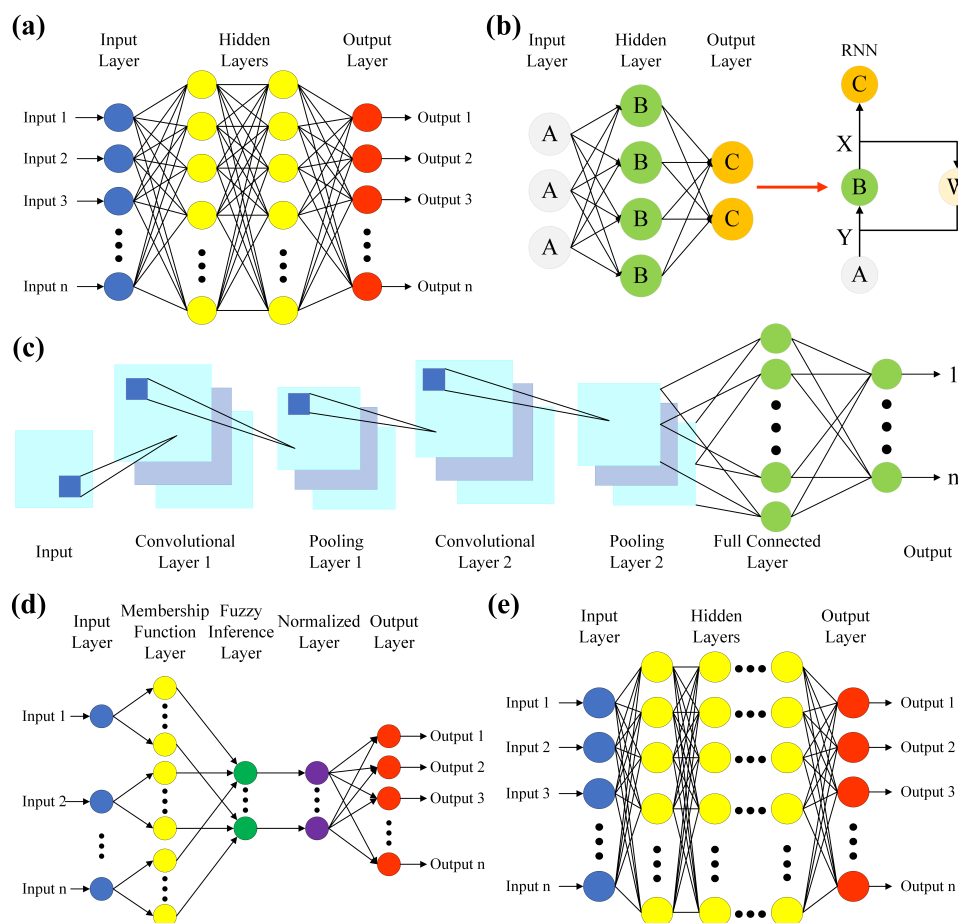 (a)
Input
Layer
Hidden
Layers
Output
Layer
Input 1
Input 2
Input 3
Input n
Output 1
Output 2
Output 3
Output n
(b)
Input
Layer
Hidden
Layer
Output
Layer
RNN
A
A
A
B
B
B
B
C
C
C
X
B
W
Y
A
(c)
1
n
Input
Convolutional
Layer 1
Pooling
Layer 1
Convolutional
Layer 2
Pooling
Layer 2
Full Connected
Layer
Output
(d)
Input
Layer
Membership
Function
Layer
Fuzzy
Inference
Layer
Normalized
Layer
Output
Layer
Input 1
Input 2
Input n
Output 1
Output 2
Output 3
Output n
(e)
Input
Layer
Hidden
Layers
Output
Layer
Input 1
Input 2
Input 3
Input n
Output 1
Output 2
Output 3
Output n